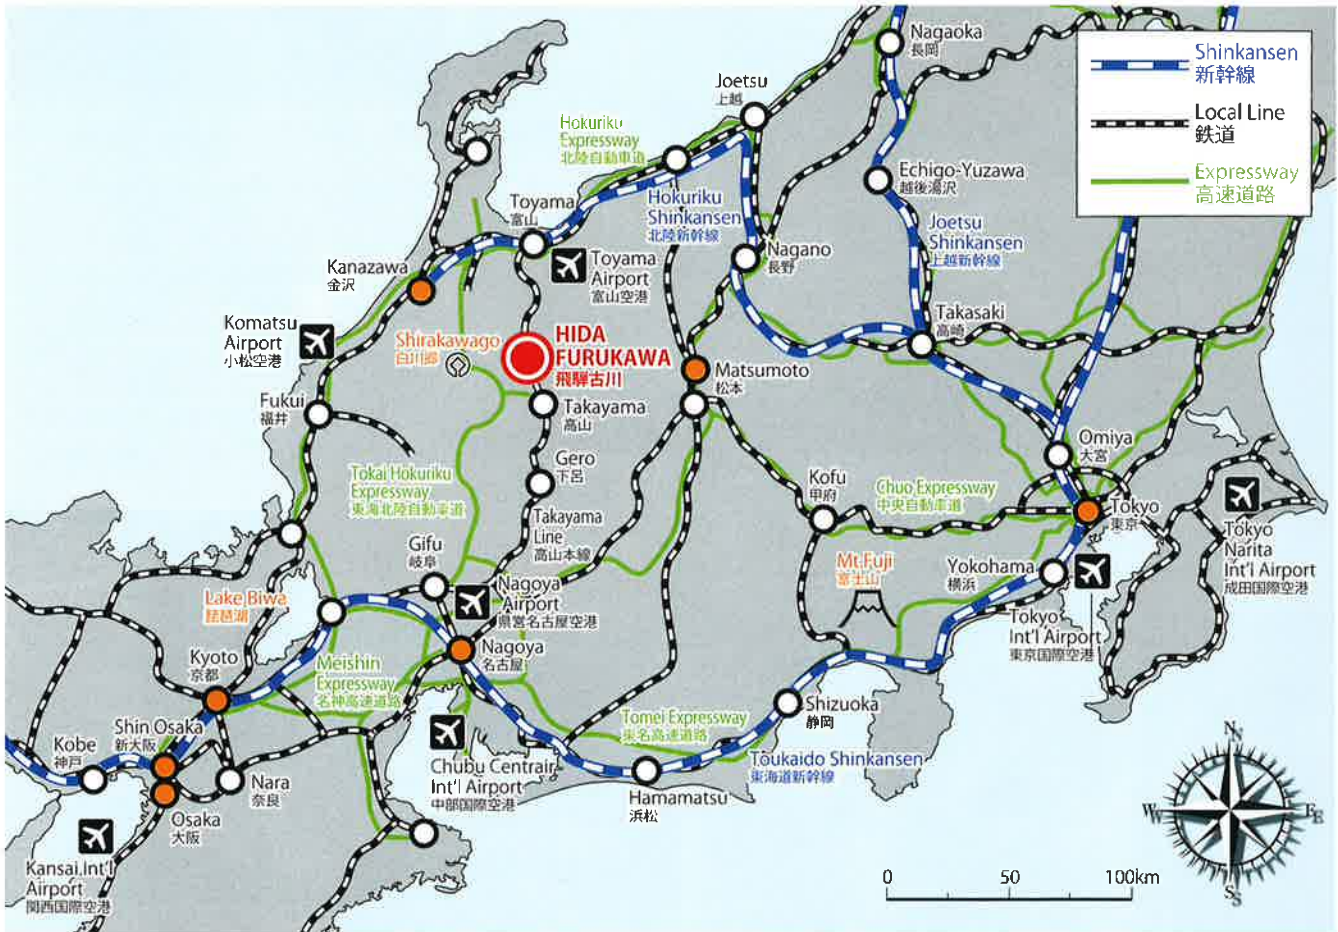 Nagaoka
長岡
Shinkansen
新幹線
Local Line
鉄道
Expressway
高速道路
Joetsu
上越
Hokuriku
Expressway
北陸自動車道
Echigo-Yuzawa
越後湯沢
Toyama
富山
Hokuriku
Shinkansen
北陸新幹線
Joetsu
Shinkansen
上越新幹線
Nagano
長野
Kanazawa
金沢
Toyama
Airport
富山空港
Komatsu
Airport
小松空港
Takasaki
高崎
Shirakawago
白川郷
HIDA
FURUKAWA
飛騨古川
Matsumoto
松本
Fukui
福井
Takayama
高山
Omiya
大宮
Gero
下呂
Tokai Hokuriku
Expressway
東海北陸自動車道
Kofu
甲府
Chuo Expressway
中央自動車道
Tokyo
東京
Takayama
Line
高山本線
Tokyo
Narita
Int'l Airport
成田国際空港
Gifu
岐阜
Mt.Fuji
富士山
Yokohama
横浜
Nagoya
Airport
県営名古屋空港
Lake Biwa
琵琶湖
Tokyo
Int'l Airport
東京国際空港
Nagoya
名古屋
Kyoto
京都
Meishin
Expressway
名神高速道路
Shizuoka
静岡
Tomei Expressway
東名高速道路
Shin Osaka
新大阪
Kobe
神戸
Nara
奈良
Chubu Centrair
Int'l Airport
中部国際空港
Toukaido Shinkansen
東海道新幹線
Hamamatsu
浜松
Osaka
大阪
Kansai Int'l
Airport
関西国際空港
0 50 100km
N
N
W
W
E
E
S
S